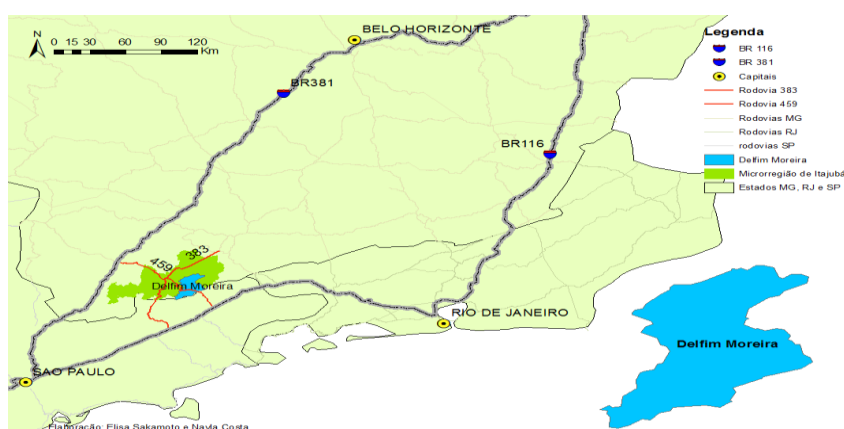 N
0 15 30 60 90 120
Km
BELO HORIZONTE
BR381
BR116
459
383
Delfim Moreira
RIO DE JANEIRO
SAO PAULO
Elaboração: Elisa Sakamoto e Nayla Costa
Legenda
BR 116
BR 381
Capitais
Rodovia 383
Rodovia 459
Rodovias MG
Rodovias RJ
rodovias SP
Delfim Moreira
Microrregião de Itajubá
Estados MG, RJ e SP
Delfim Moreira